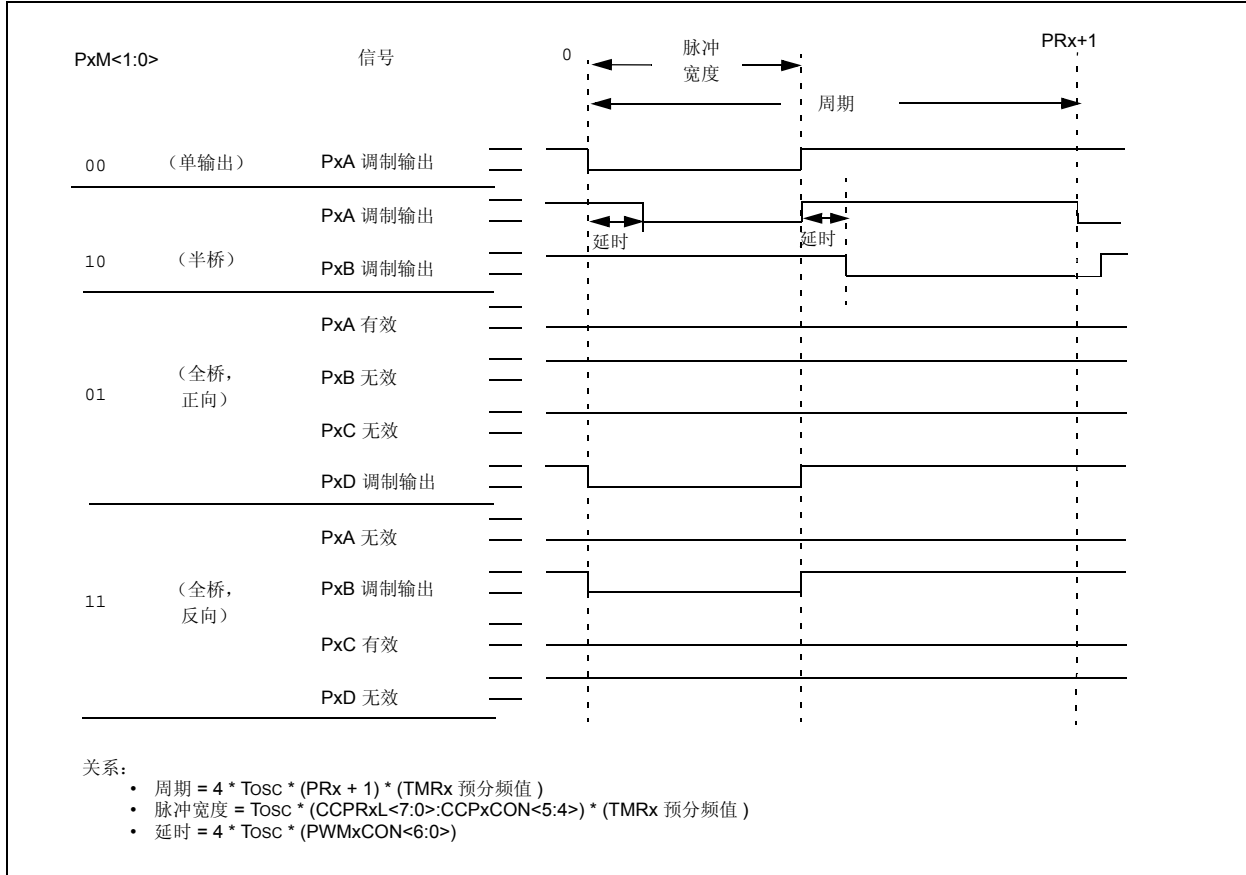 PxM<1:0>
信号
0
脉冲
宽度
PRx+1
周期
00
（单输出）
PxA 调制输出
PxA 调制输出
延时
延时
10
（半桥）
PxB 调制输出
PxA 有效
01
（全桥，
正向）
PxB 无效
PxC 无效
PxD 调制输出
PxA 无效
11
（全桥，
反向）
PxB 调制输出
PxC 有效
PxD 无效
关系：
• 周期 = 4 * TOSC * (PRx + 1) * (TMRx 预分频值 )
• 脉冲宽度 = TOSC * (CCPRxL<7:0>:CCPxCON<5:4>) * (TMRx 预分频值 )
• 延时 = 4 * TOSC * (PWMxCON<6:0>)